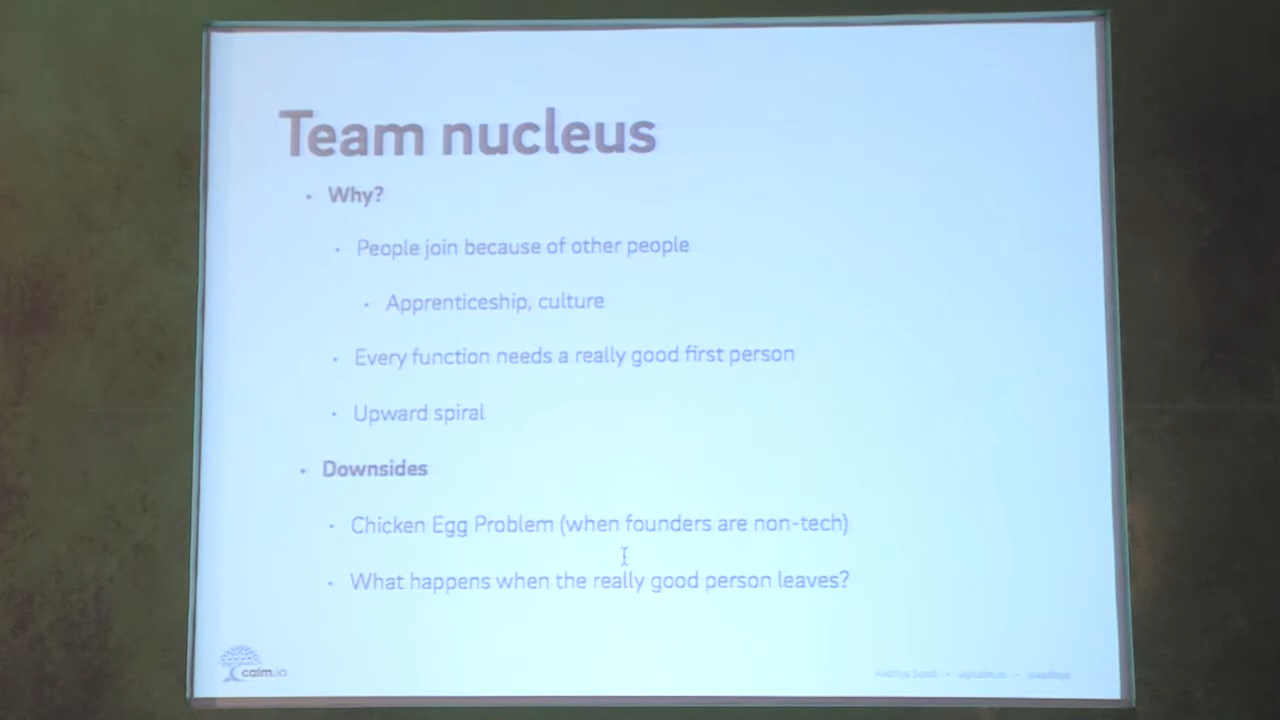 Team nucleus
• Why?
• People join because of other people
• Apprenticeship, culture
• Every function needs a really good first person
• Upward spiral
• Downsides
• Chicken Egg Problem (when founders are non-tech)
• What happens when the really good person leaves?
calm.io